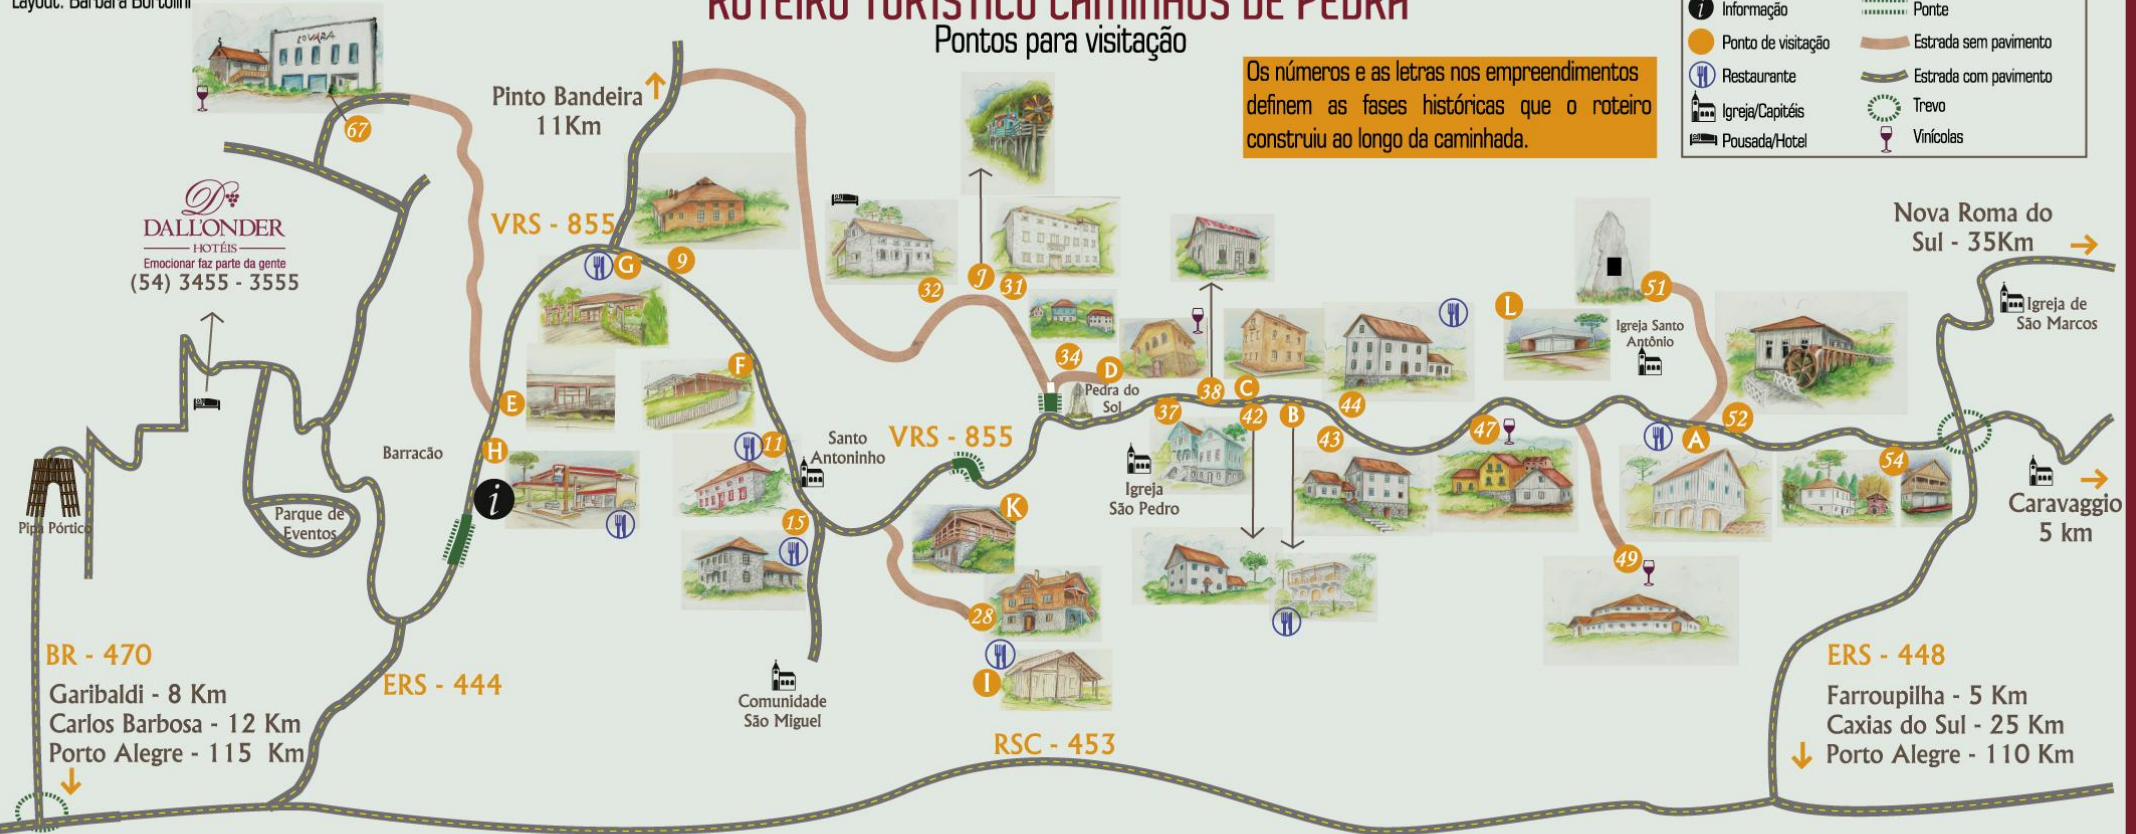 Layout: Bárbara Bortolini
ROTEIRO TURÍSTICO CAMINHOS DE PEDRA
Pontos para visitação
Os números e as letras nos empreendimentos
definem as fases históricas que o roteiro
construiu ao longo da caminhada.
i Informação
Ponto de visitação
Restaurante
Igreja/Capitéis
Pousada/Hotel
Ponte
Estrada sem pavimento
Estrada com pavimento
Trevo
Vinícolas
LOVARA
67
Pinto Bandeira
11Km
D
DALL'ONDER
HOTÉIS
Emocionar faz parte da gente
(54) 3455 - 3555
VRS - 855
G
9
E
F
H
i
11
15
Barracão
Santo
Antoninho
Pipa Pórtico
Parque de
Eventos
BR - 470
Garibaldi - 8 Km
Carlos Barbosa - 12 Km
Porto Alegre - 115 Km
ERS - 444
Comunidade
São Miguel
VRS - 855
K
28
I
RSC - 453
32
J
31
34
D
Pedra do
Sol
37
38
C
42
B
43
44
Igreja
São Pedro
47
L
49
51
Igreja Santo
Antônio
52
A
54
Nova Roma do
Sul - 35Km
Igreja de
São Marcos
Caravaggio
5 km
ERS - 448
Farroupilha - 5 Km
Caxias do Sul - 25 Km
Porto Alegre - 110 Km